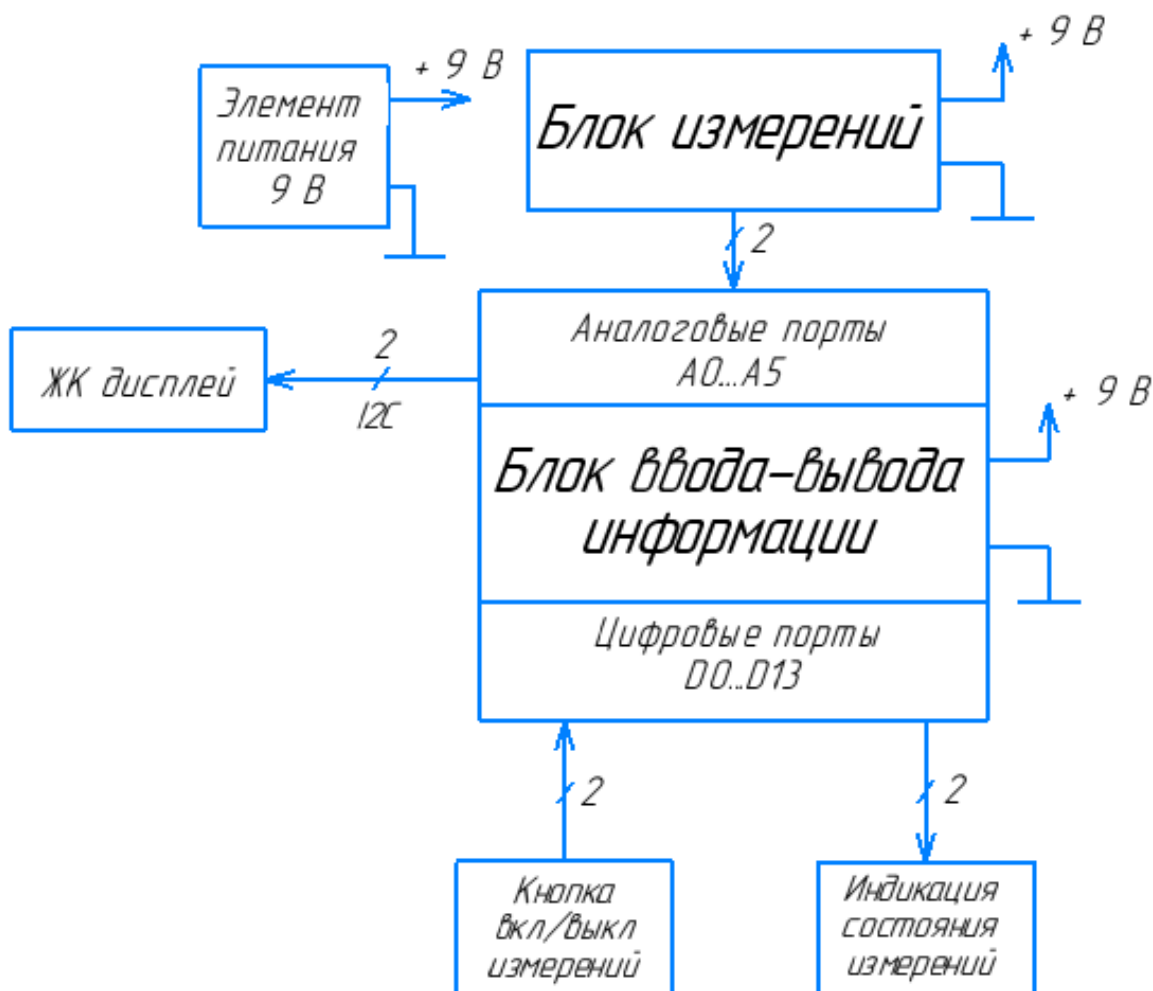 + 9 В
Элемент
питания
9 В
+ 9 В
Блок измерений
2
Аналоговые порты
А0...А5
2
I2C
ЖК дисплей
+ 9 В
Блок ввода-вывода
информации
Цифровые порты
D0...D13
2
2
Кнопка
вкл/выкл
измерений
Индикация
состояния
измерений